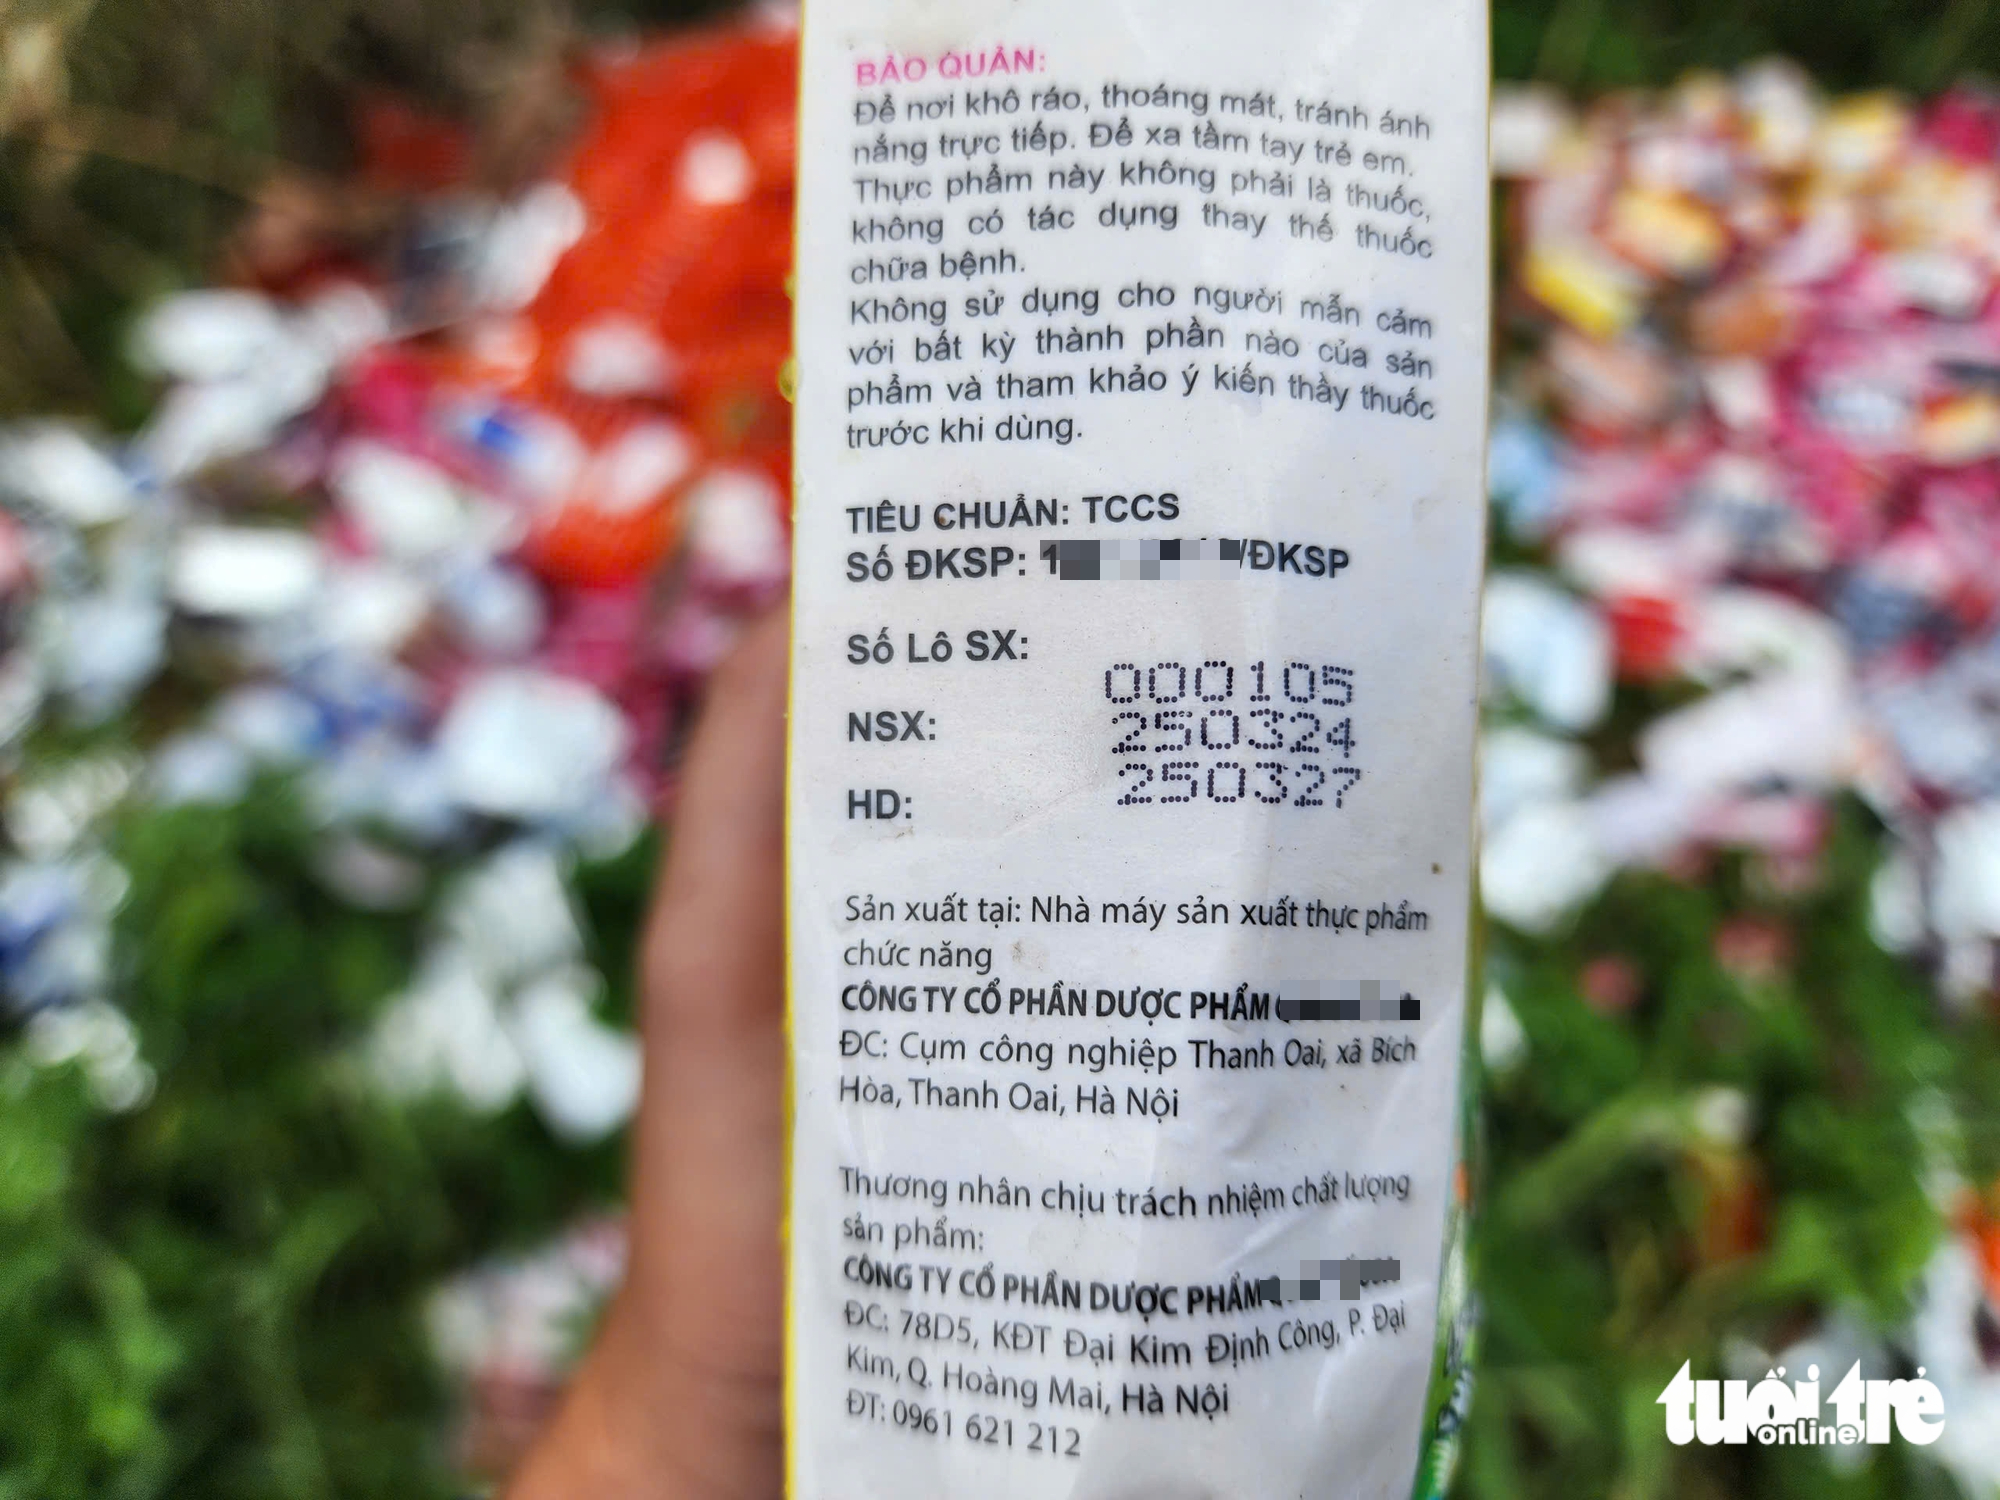 BẢO QUẢN:
Để nơi khô ráo, thoáng mát, tránh ánh
nắng trực tiếp. Để xa tầm tay trẻ em.
Thực phẩm này không phải là thuốc,
không có tác dụng thay thế thuốc
chữa bệnh.
Không sử dụng cho người mẫn cảm
với bất kỳ thành phần nào của sản
phẩm và tham khảo ý kiến thầy thuốc
trước khi dùng.
TIÊU CHUẨN: TCCS
Số ĐKSP: /ĐKSP
Số Lô SX: 000105
NSX: 250324
HD: 250327
Sản xuất tại: Nhà máy sản xuất thực phẩm
chức năng
CÔNG TY CỔ PHẦN DƯỢC PHẨM
ĐC: Cụm công nghiệp Thanh Oai, xã Bích
Hòa, Thanh Oai, Hà Nội
Thương nhân chịu trách nhiệm chất lượng
sản phẩm:
CÔNG TY CỔ PHẦN DƯỢC PHẨM
ĐC: 78D5, KĐT Đại Kim Định Công, P. Đại
Kim, Q. Hoàng Mai, Hà Nội
ĐT: 0961 621 212
tuổi trẻ
online